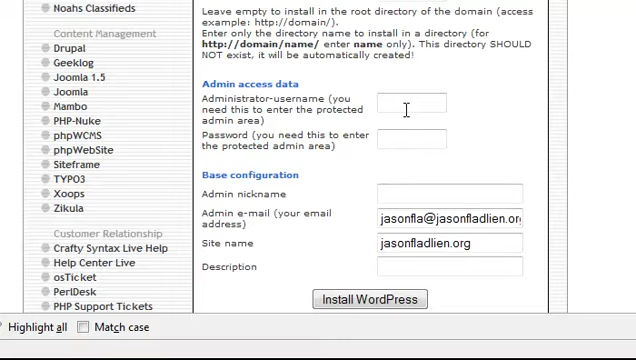 Noahs Classifieds
Content Management
Drupal
Geeklog
Joomla 1.5
Joomla
Mambo
PHP-Nuke
phpWCMS
phpWebSite
Siteframe
TYPO3
Xoops
Zikula
Customer Relationship
Crafty Syntax Live Help
Help Center Live
osTicket
PerlDesk
PHP Support Tickets
Leave empty to install in the root directory of the domain (access
example: http://domain/).
Enter only the directory name to install in a directory (for
http://domain/name/ enter name only). This directory SHOULD
NOT exist, it will be automatically created!
Admin access data
Administrator-username (you
need this to enter the protected
admin area)
Password (you need this to enter
the protected admin area)
Base configuration
Admin nickname
Admin e-mail (your email
address)
jasonfla@jasonfladlien.org
Site name
jasonfladlien.org
Description
Install WordPress
Highlight all
Match case